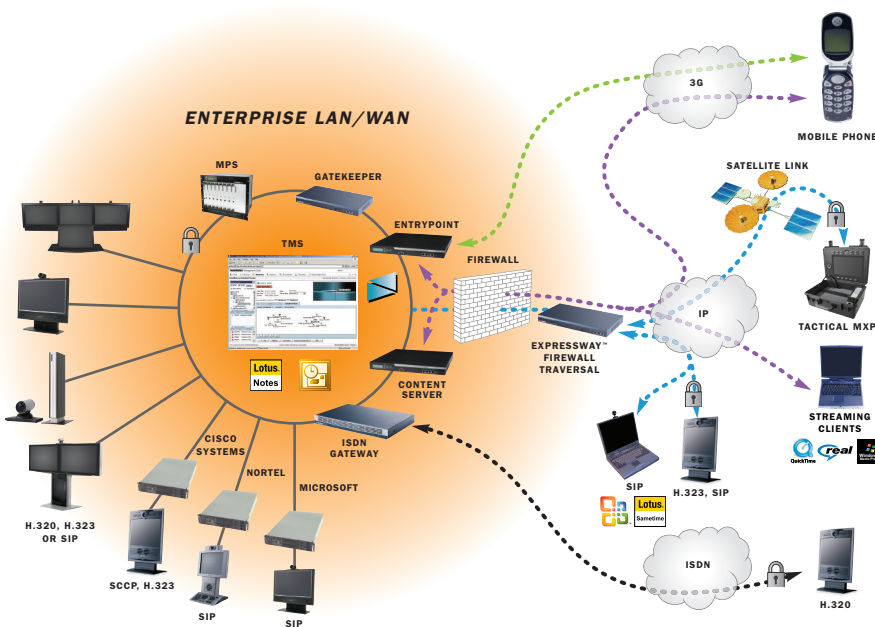 3G
MOBILE PHONE
ENTERPRISE LAN/WAN
MPS
GATEKEEPER
SATELLITE LINK
ENTRYPOINT
TMS
FIREWALL
IP
TACTICAL MXP
EXPRESSWAY™
FIREWALL
TRAVERSAL
Lotus.
Notes
CONTENT
SERVER
STREAMING
CLIENTS
ISDN
GATEWAY
CISCO
SYSTEMS
QuickTime
real
NORTEL
MICROSOFT
SIP
H.323, SIP
Lotus.
Sametime
H.320, H.323
OR SIP
SCCP, H.323
SIP
SIP
ISDN
H.320